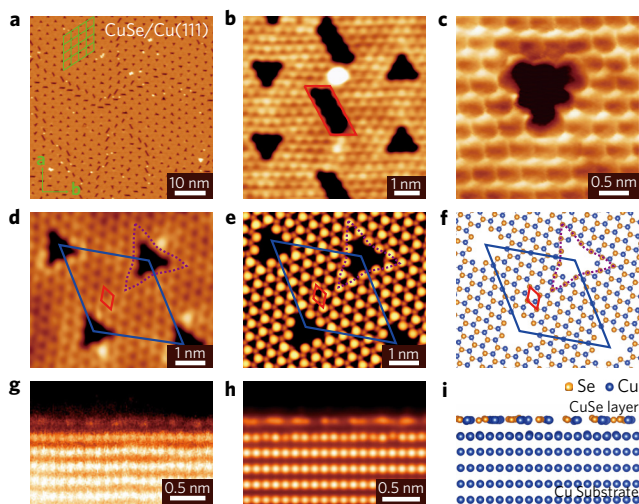 a
CuSe/Cu(111)
10 nm
b
1 nm
c
0.5 nm
d
1 nm
e
1 nm
f
Se Cu
g
0.5 nm
h
0.5 nm
i
CuSe layer
Cu Substrate